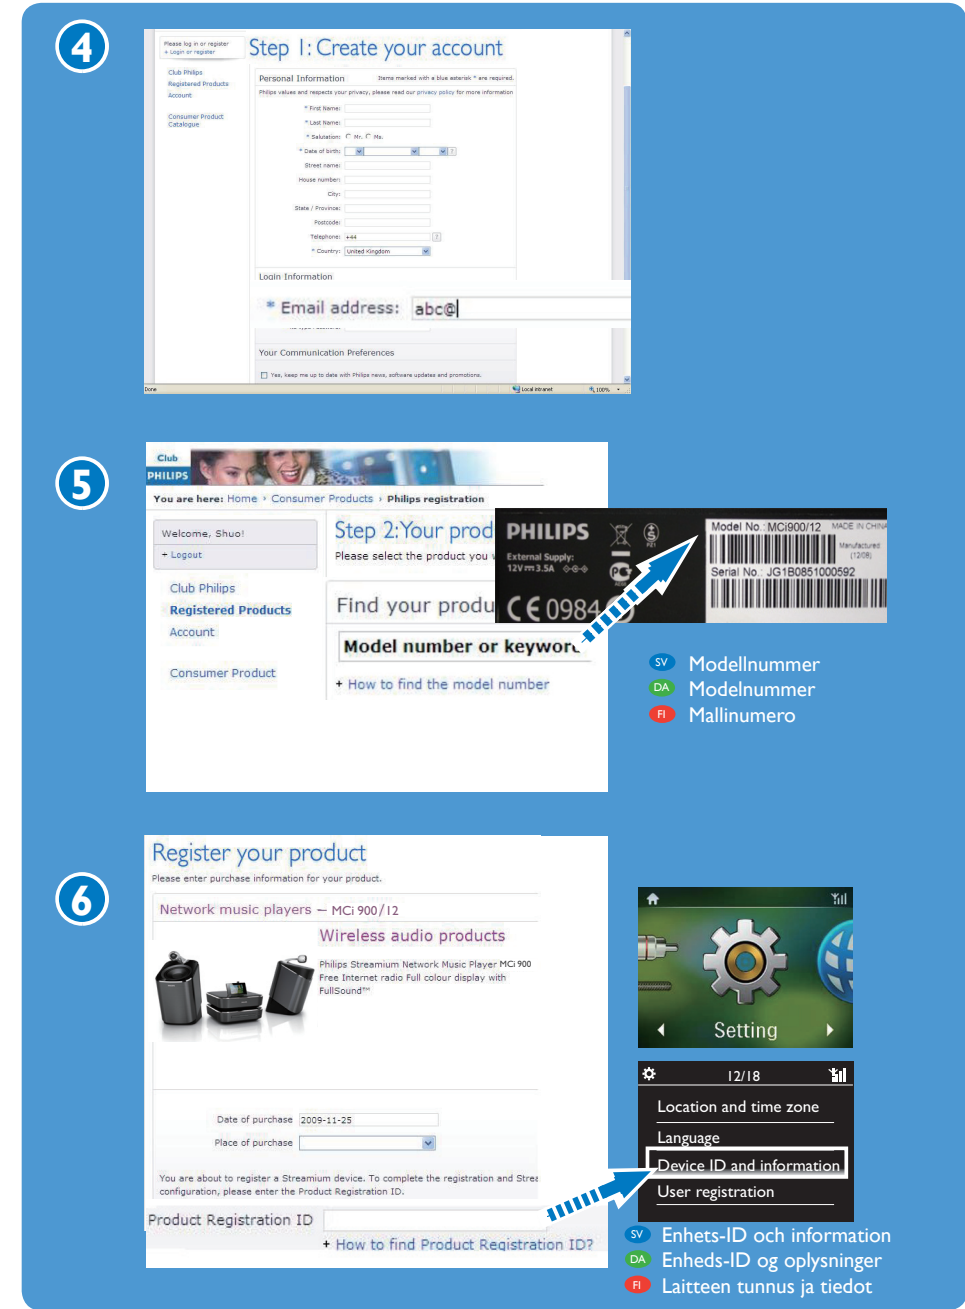 4
Please log in or register
+ Login or register
Club Philips
Registered Products
Account
Consumer Product
Catalogue
Step 1: Create your account
Personal Information
Items marked with a blue asterisk * are required.
Philips values and respects your privacy, please read our privacy policy for more information
* First Name:
* Last Name:
* Salutation: Mr. Ms.
* Date of birth:
Street name:
House number:
City:
State / Province:
Postcode:
Telephone: +44
* Country: United Kingdom
Login Information
* Email address: abc@
Your Communication Preferences
Yes, keep me up to date with Philips news, software updates and promotions.
Done
Local intranet
100%
5
Club
PHILIPS
You are here: Home › Consumer Products › Philips registration
Welcome, Shuo!
+ Logout
Club Philips
Registered Products
Account
Consumer Product
Step 2: Your prod
Please select the product you
Find your produ
Model number or keywor
+ How to find the model number
PHILIPS
External Supply:
12V 3.5A
CE 0984
Model No.: MCi900/12 MADE IN CHINA
Manufactured
(12/08)
Serial No.: JG1B0851000592
SV Modellnummer
DA Modelnummer
FI Mallinumero
6
Register your product
Please enter purchase information for your product.
Network music players – MCi 900/12
Wireless audio products
Philips Streamium Network Music Player MCi 900
Free Internet radio Full colour display with
FullSound™
Date of purchase 2009-11-25
Place of purchase
You are about to register a Streamium device. To complete the registration and Strea
configuration, please enter the Product Registration ID.
Product Registration ID
+ How to find Product Registration ID?
Setting
12/18
Location and time zone
Language
Device ID and information
User registration
SV Enhets-ID och information
DA Enheds-ID og oplysninger
FI Laitteen tunnus ja tiedot